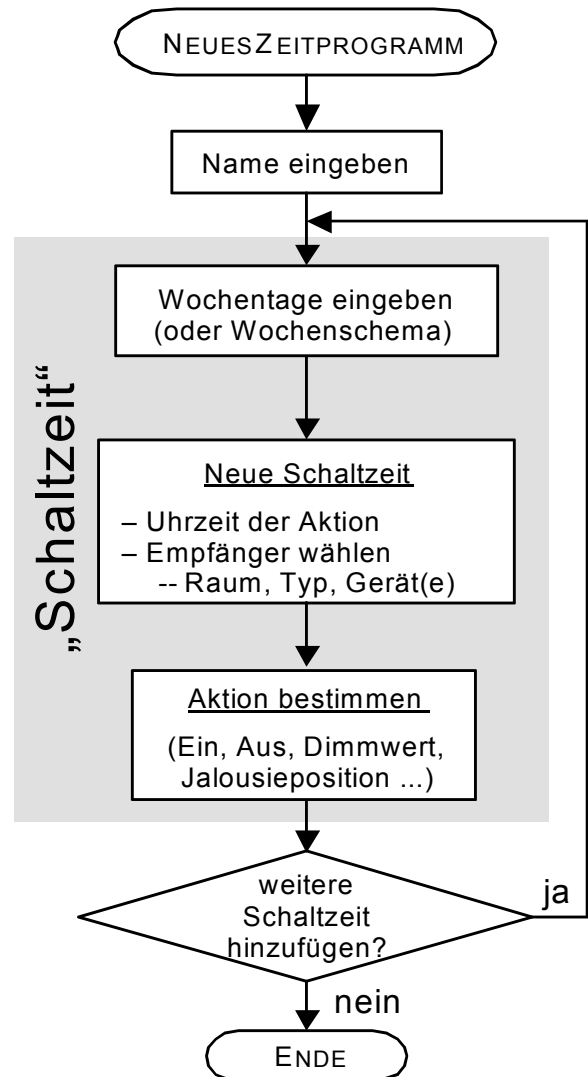 NEUESZEITPROGRAMM
Name eingeben
„Schaltzeit“
Wochentage eingeben
(oder Wochenschema)
Neue Schaltzeit
– Uhrzeit der Aktion
– Empfänger wählen
-- Raum, Typ, Gerät(e)
Aktion bestimmen
(Ein, Aus, Dimmwert,
Jalousieposition ...)
weitere
Schaltzeit
hinzufügen?
ja
nein
ENDE